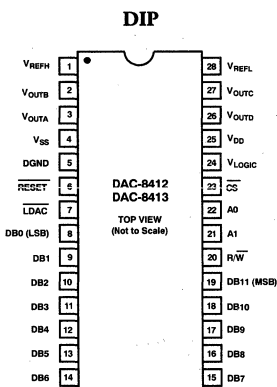 DIP
VREFH 1 28 VREFL
VOUTB 2 27 VOUTC
VOUTA 3 26 VOUTD
VSS 4 25 VDD
DGND 5 24 VLOGIC
RESET 6 23 CS
LDAC 7 22 A0
DB0 (LSB) 8 21 A1
DB1 9 20 R/W
DB2 10 19 DB11 (MSB)
DB3 11 18 DB10
DB4 12 17 DB9
DB5 13 16 DB8
DB6 14 15 DB7
DAC-8412
DAC-8413
TOP VIEW
(Not to Scale)